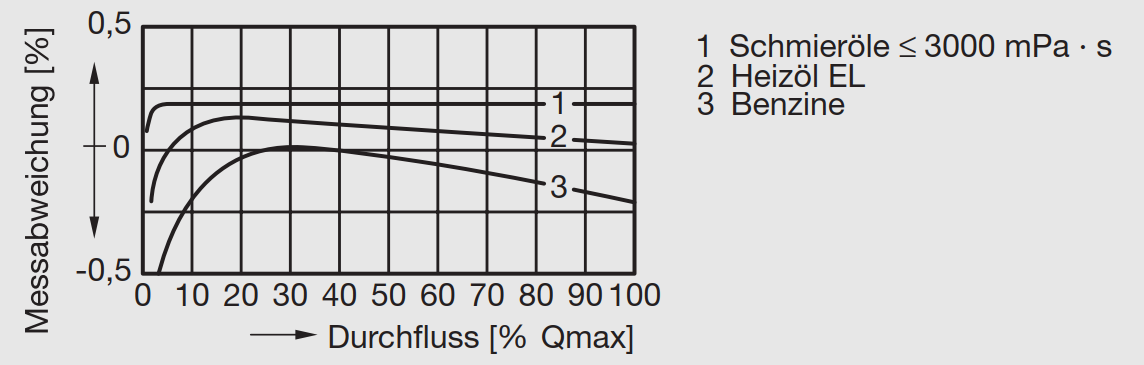 0,5
Messabweichung [%]
0
-0,5
1
2
3
0 10 20 30 40 50 60 70 80 90 100
Durchfluss [% Qmax]
1 Schmieröle ≤ 3000 mPa · s
2 Heizöl EL
3 Benzine